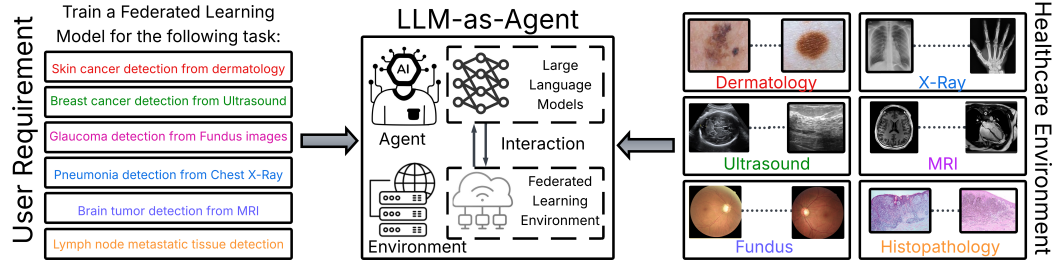 User Requirement
Train a Federated Learning
Model for the following task:
Skin cancer detection from dermatology
Breast cancer detection from Ultrasound
Glaucoma detection from Fundus images
Pneumonia detection from Chest X-Ray
Brain tumor detection from MRI
Lymph node metastatic tissue detection
LLM-as-Agent
AI
Agent
Large
Language
Models
Interaction
Environment
Federated
Learning
Environment
Dermatology
X-Ray
Ultrasound
MRI
Fundus
Histopathology
Healthcare Environment